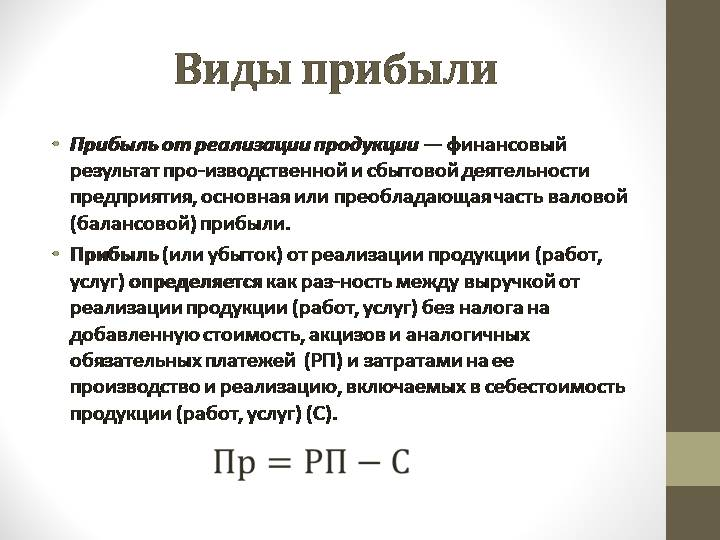 Виды прибыли
• Прибыль от реализации продукции — финансовый
результат про-изводственной и сбытовой деятельности
предприятия, основная или преобладающая часть валовой
(балансовой) прибыли.
• Прибыль (или убыток) от реализации продукции (работ,
услуг) определяется как раз-ность между выручкой от
реализации продукции (работ, услуг) без налога на
добавленную стоимость, акцизов и аналогичных
обязательных платежей (РП) и затратами на ее
производство и реализацию, включаемых в себестоимость
продукции (работ, услуг) (С).
Пр = РП − С